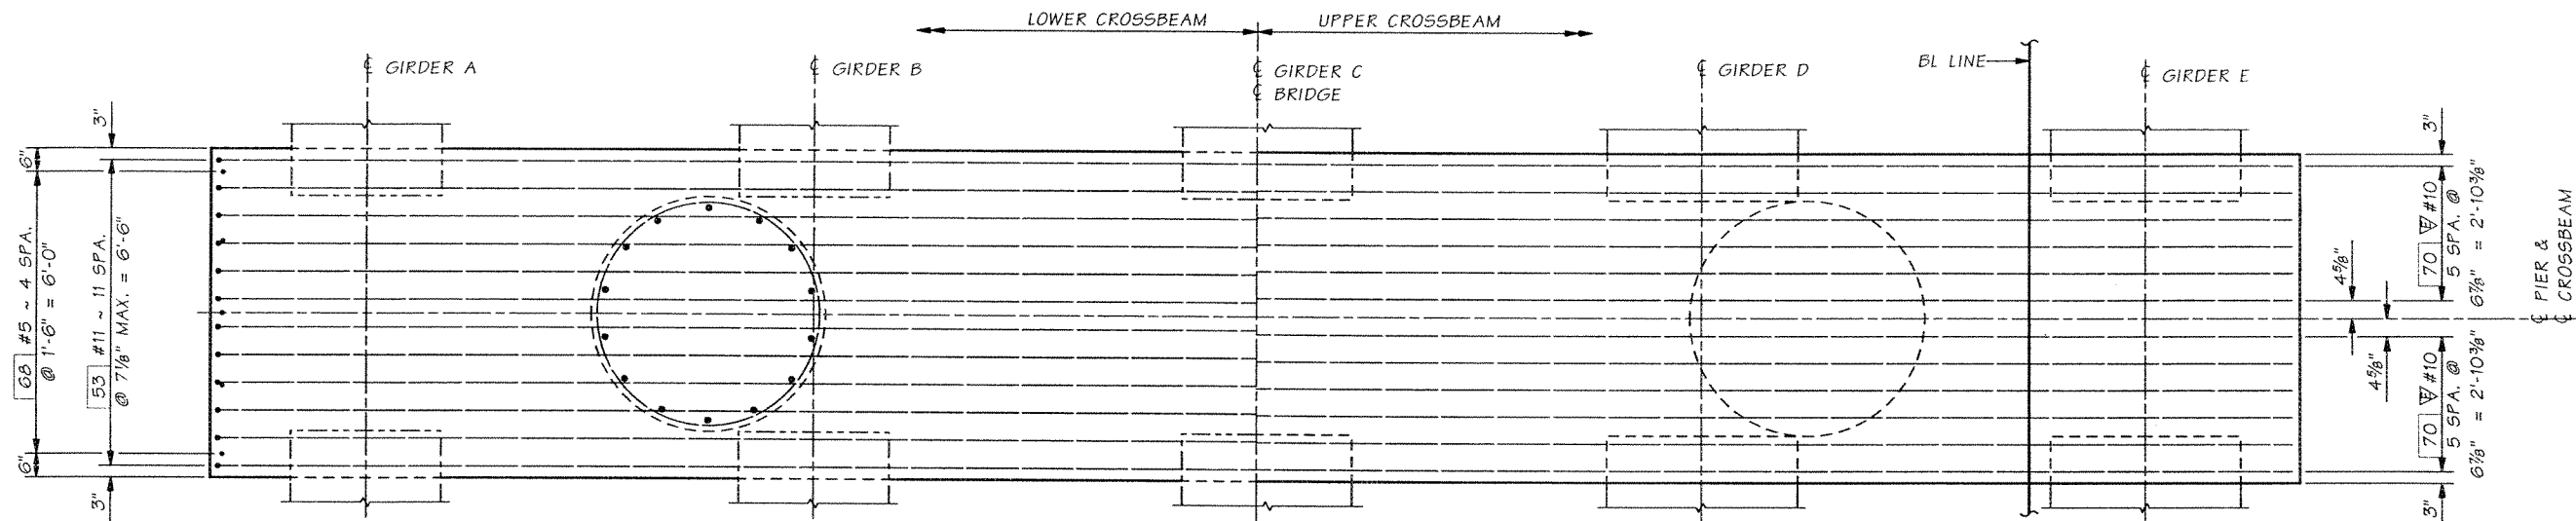 LOWER CROSSBEAM
UPPER CROSSBEAM
℄ GIRDER A
℄ GIRDER B
℄ GIRDER C
℄ BRIDGE
℄ GIRDER D
BL LINE
℄ GIRDER E
3"
6"
68 #5 ~ 4 SPA.
@ 1'-6" = 6'-0"
53 #11 ~ 11 SPA.
@ 7⅛" MAX. = 6'-6"
6"
3"
3"
70 E #10
5 SPA. @
6⅞" = 2'-10⅜"
4⅝"
4⅝"
70 E #10
5 SPA. @
6⅞" = 2'-10⅜"
3"
℄ PIER &
℄ CROSSBEAM